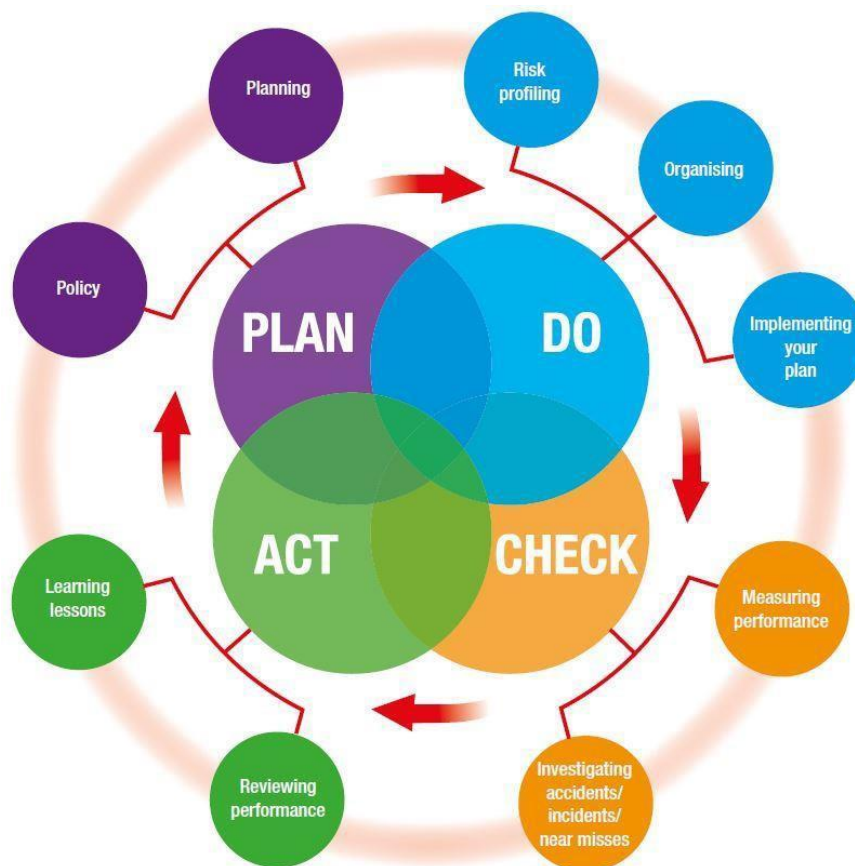 Planning
Risk
profiling
Organising
Policy
Implementing
your
plan
PLAN
DO
ACT
CHECK
Learning
lessons
Measuring
performance
Reviewing
performance
Investigating
accidents/
incidents/
near misses